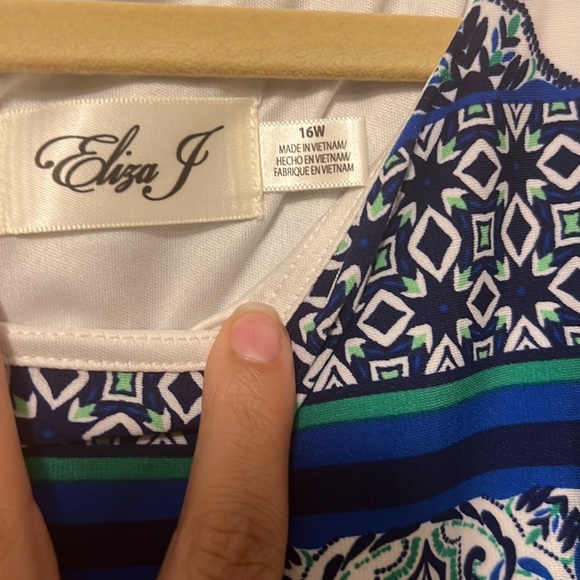 Eliza J
16W
MADE IN VIETNAM/
HECHO EN VIETNAM/
FABRIQUE EN VIETNAM